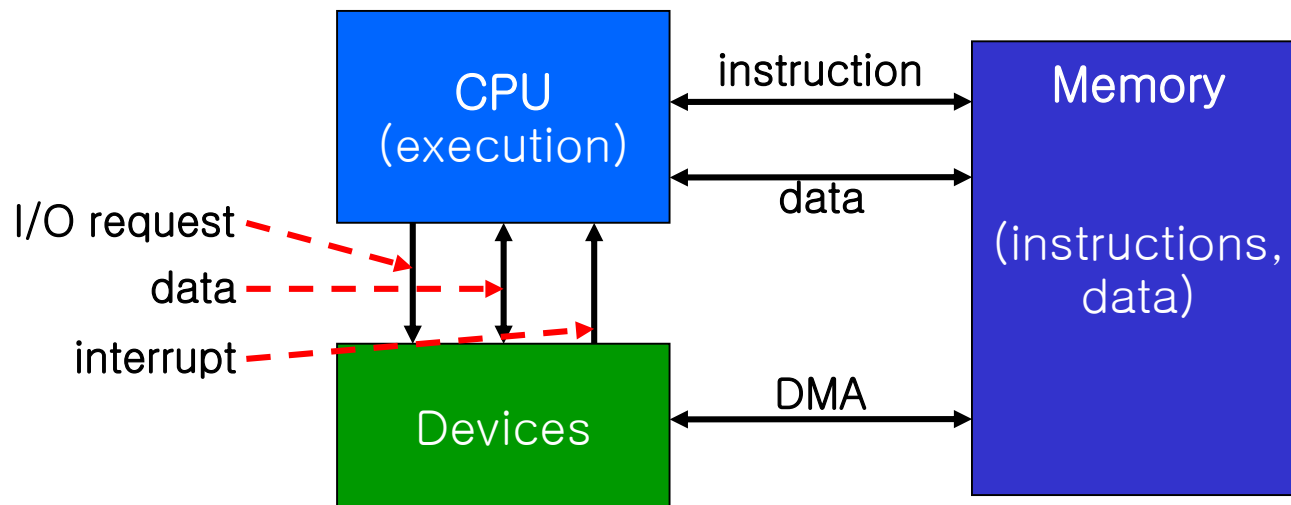 CPU
(execution)
instruction
Memory
data
I/O request
(instructions,
data)
data
interrupt
DMA
Devices